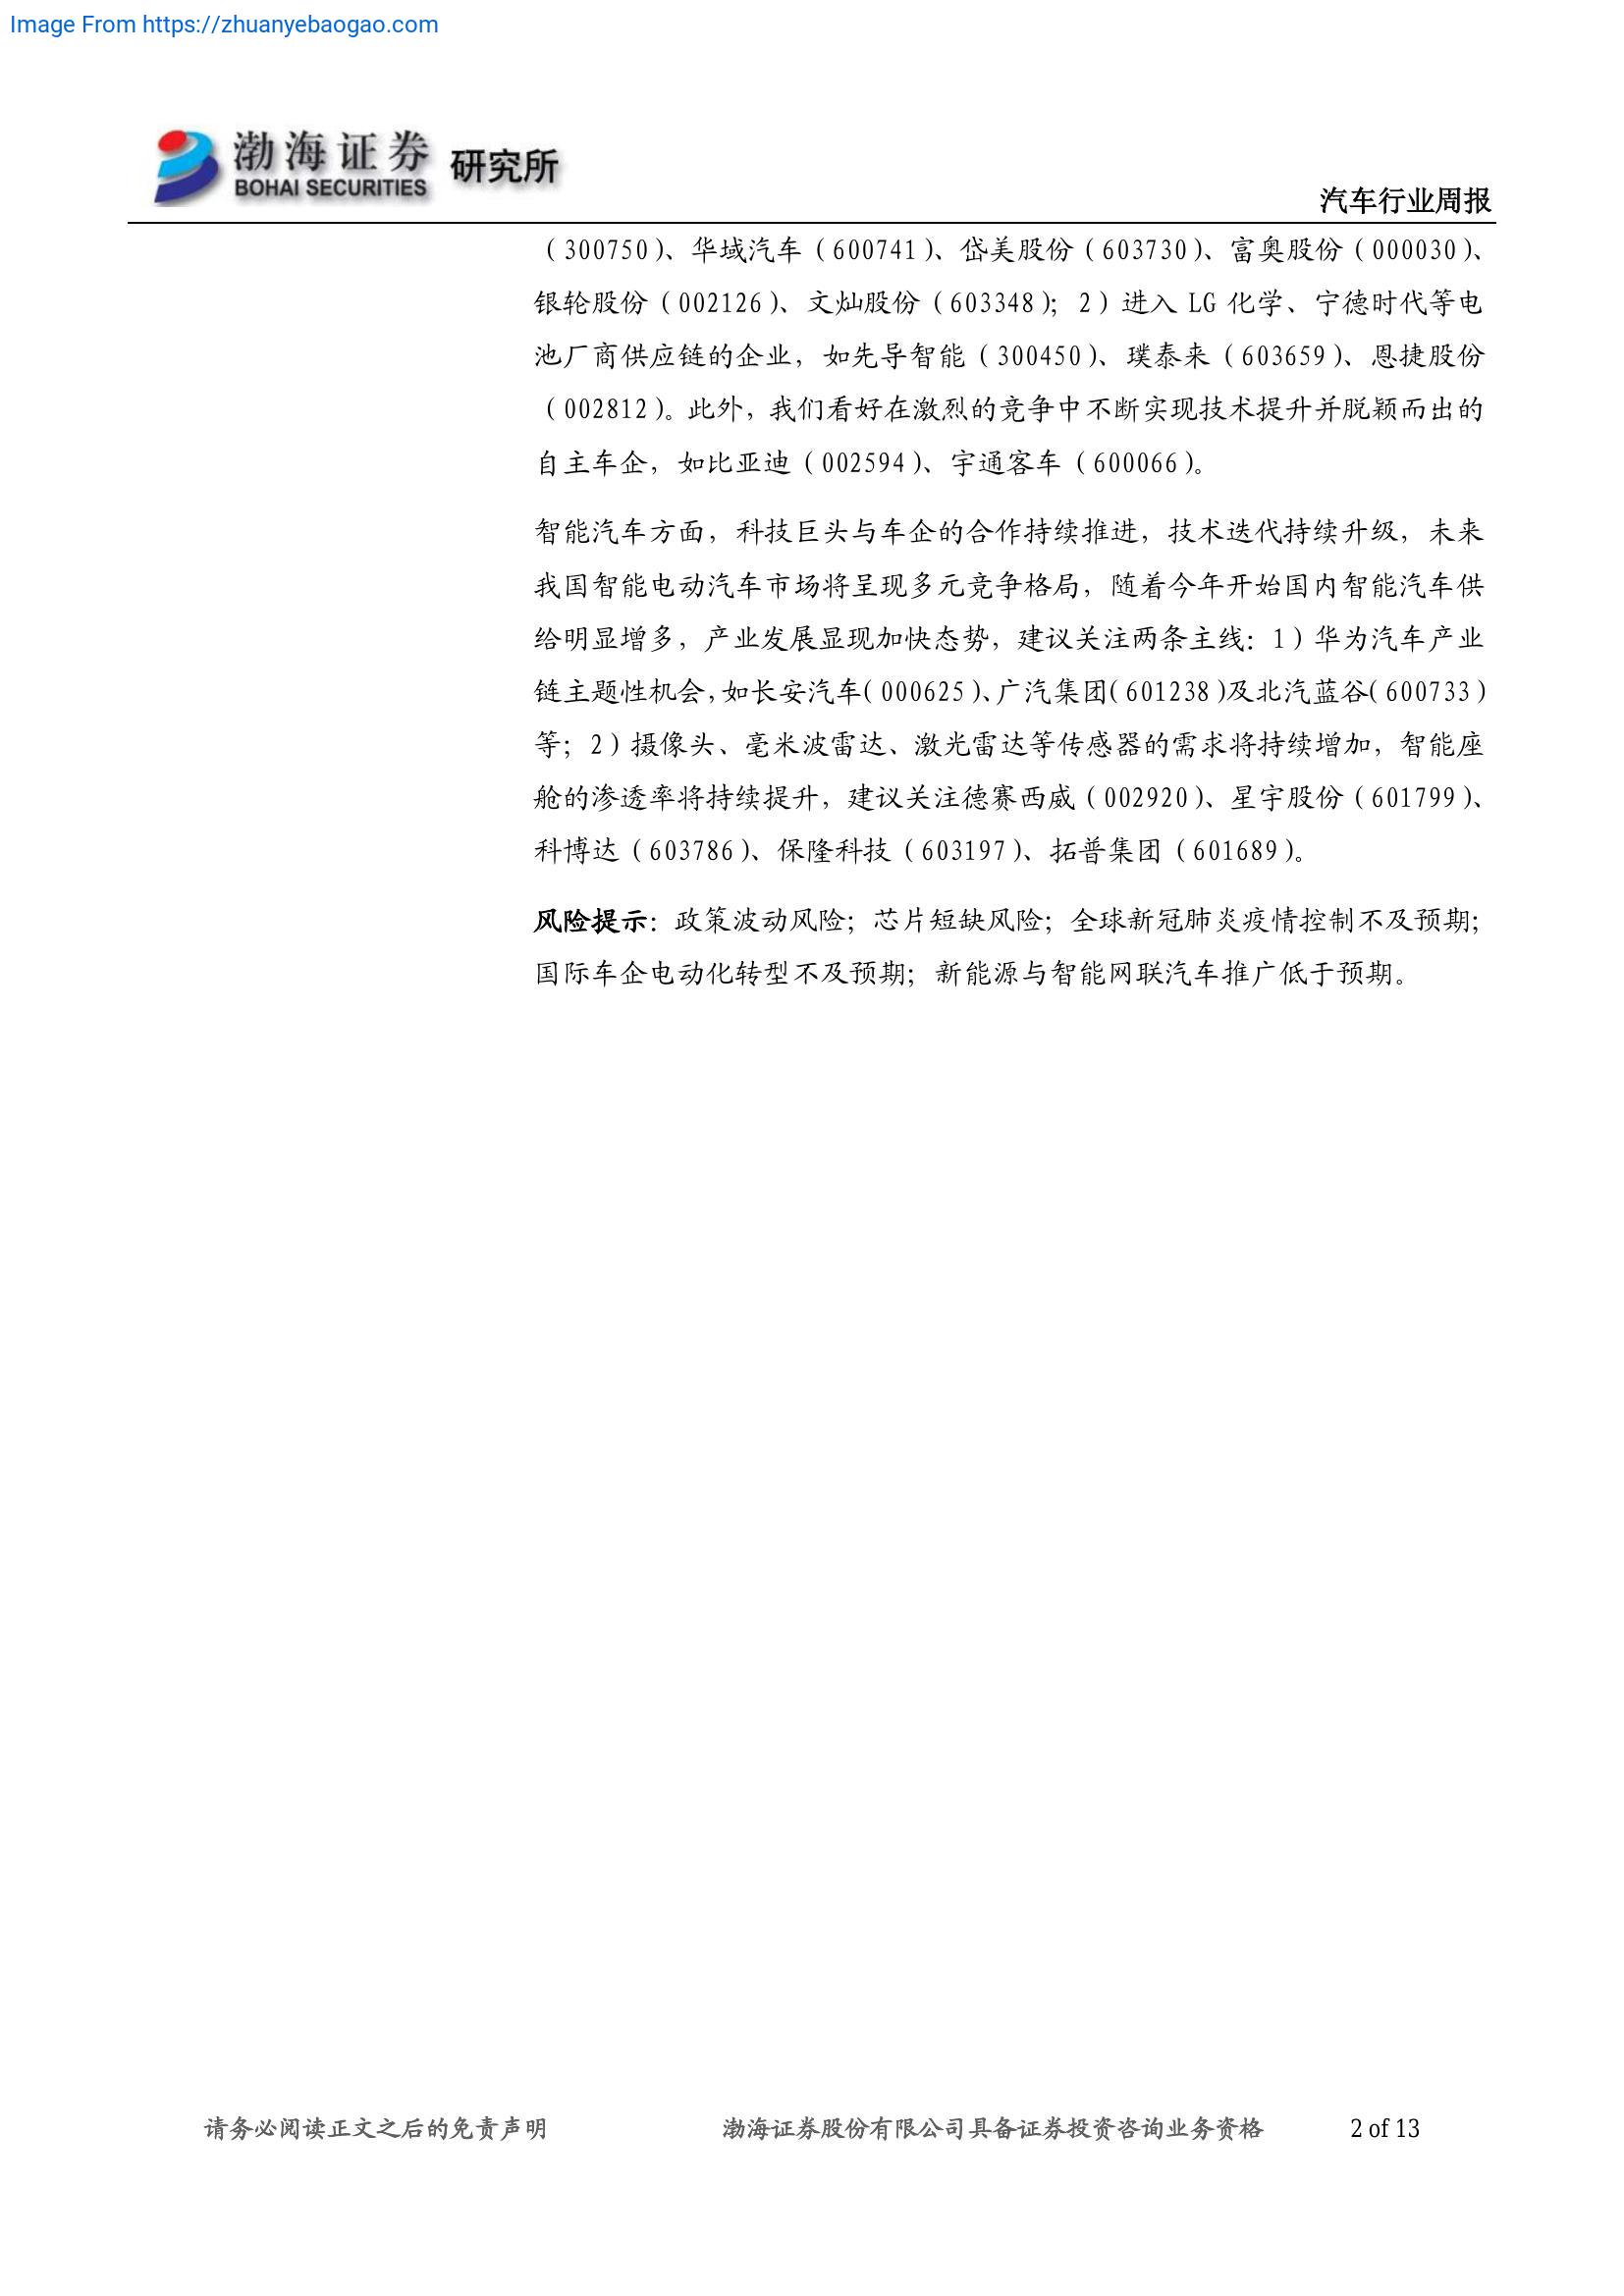 Image From https://zhuanyebaogao.com
渤海证券 研究所
BOHAI SECURITIES
汽车行业周报
（300750）、华域汽车（600741）、岱美股份（603730）、富奥股份（000030）、
银轮股份（002126）、文灿股份（603348）；2）进入 LG 化学、宁德时代等电
池厂商供应链的企业，如先导智能（300450）、璞泰来（603659）、恩捷股份
（002812）。此外，我们看好在激烈的竞争中不断实现技术提升并脱颖而出的
自主车企，如比亚迪（002594）、宇通客车（600066）。
智能汽车方面，科技巨头与车企的合作持续推进，技术迭代持续升级，未来
我国智能电动汽车市场将呈现多元竞争格局，随着今年开始国内智能汽车供
给明显增多，产业发展显现加快态势，建议关注两条主线：1）华为汽车产业
链主题性机会，如长安汽车（000625）、广汽集团（601238）及北汽蓝谷（600733）
等；2）摄像头、毫米波雷达、激光雷达等传感器的需求将持续增加，智能座
舱的渗透率将持续提升，建议关注德赛西威（002920）、星宇股份（601799）、
科博达（603786）、保隆科技（603197）、拓普集团（601689）。
风险提示：政策波动风险；芯片短缺风险；全球新冠肺炎疫情控制不及预期；
国际车企电动化转型不及预期；新能源与智能网联汽车推广低于预期。
请务必阅读正文之后的免责声明 渤海证券股份有限公司具备证券投资咨询业务资格 2 of 13